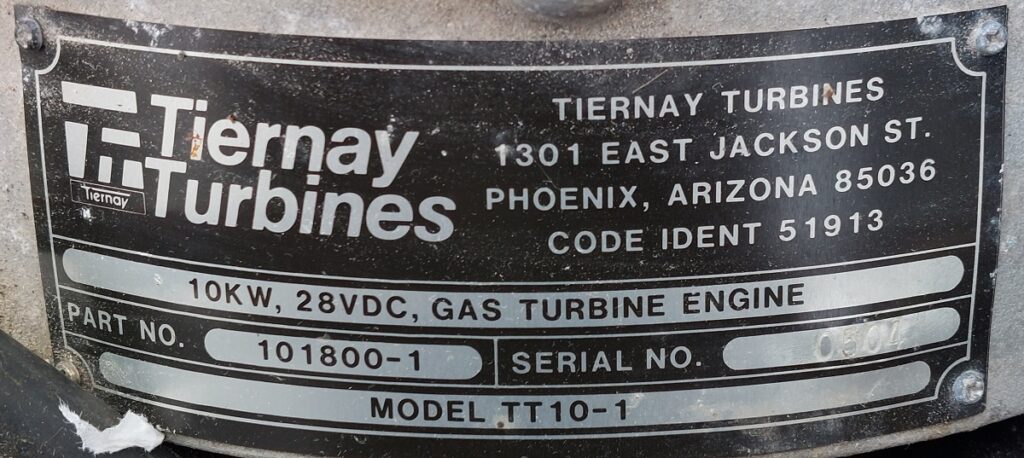 Tiernay
Turbines
Tiernay
TIERNAY TURBINES
1301 EAST JACKSON ST.
PHOENIX, ARIZONA 85036
CODE IDENT 51913
10KW, 28VDC, GAS TURBINE ENGINE
PART NO. 101800-1 SERIAL NO. 0504
MODEL TT10-1